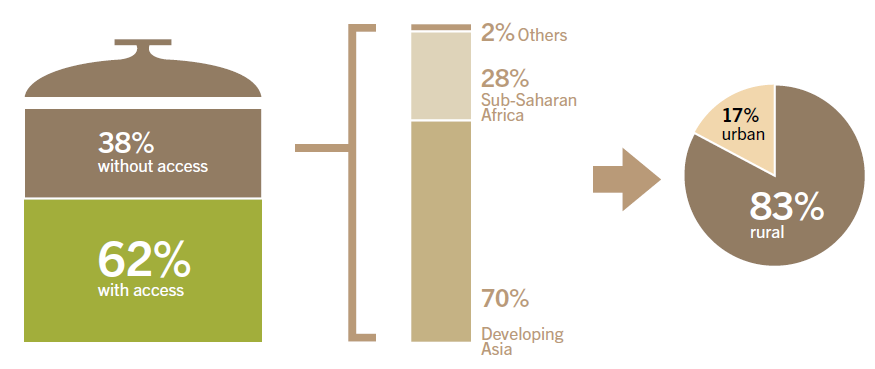 38%
without access
62%
with access
2% Others
28%
Sub-Saharan
Africa
70%
Developing
Asia
17%
urban
83%
rural